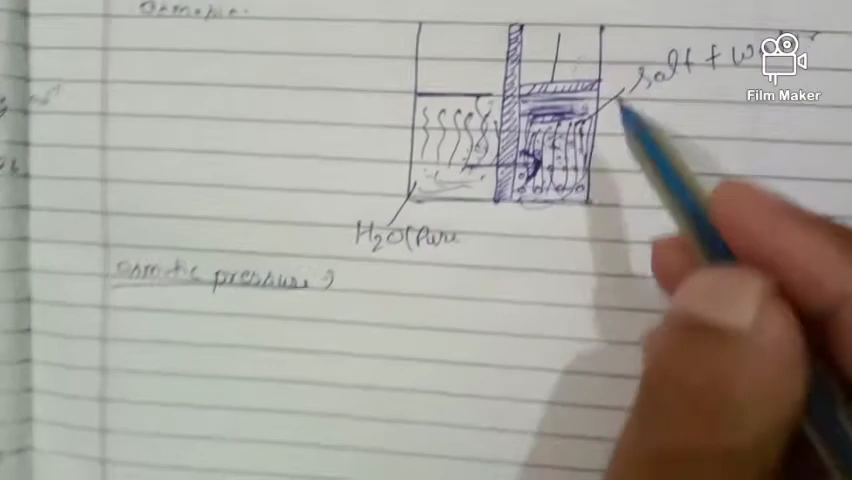 salt + w
Film Maker
H2O(Pure
osmotic pressure :